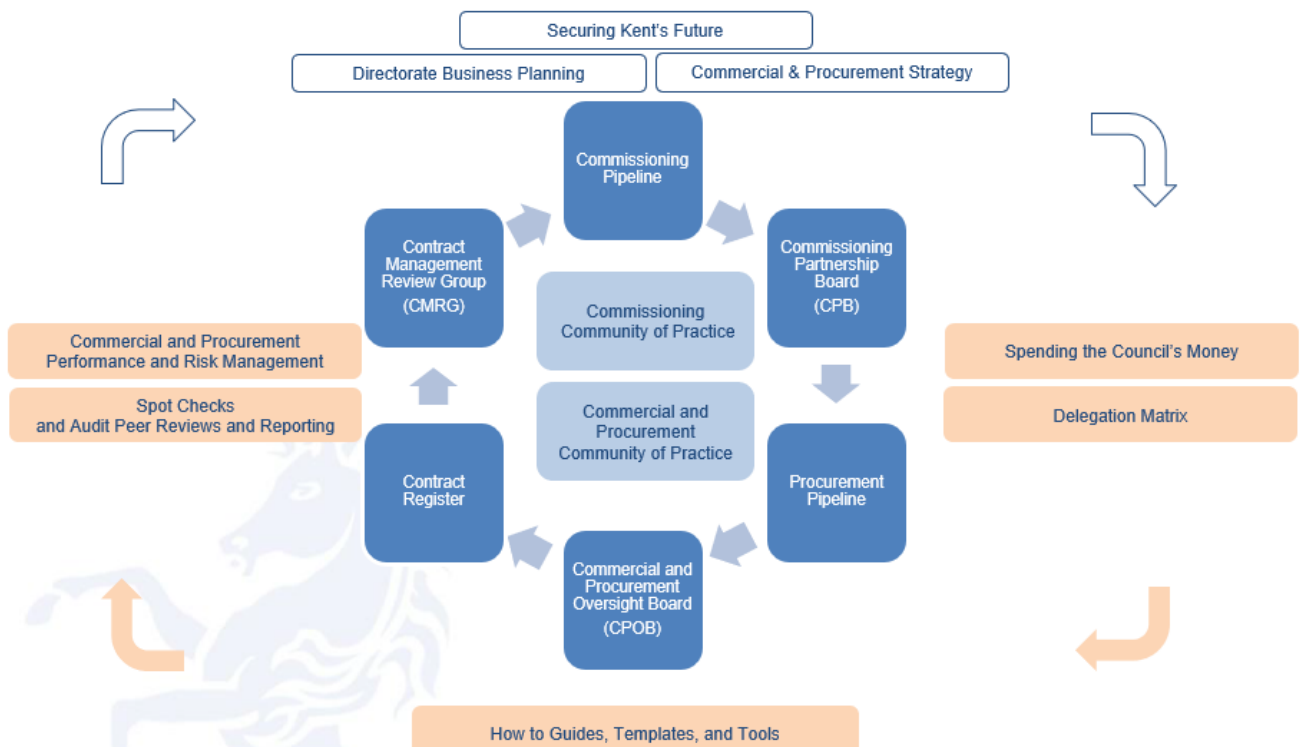 Securing Kent's Future
Directorate Business Planning
Commercial & Procurement Strategy
Commissioning
Pipeline
Contract
Management
Review Group
(CMRG)
Commissioning
Partnership
Board
(CPB)
Commissioning
Community of Practice
Commercial and Procurement
Performance and Risk Management
Spending the Council's Money
Spot Checks
and Audit Peer Reviews and Reporting
Commercial and
Procurement
Community of Practice
Delegation Matrix
Contract
Register
Procurement
Pipeline
Commercial and
Procurement
Oversight Board
(CPOB)
How to Guides, Templates, and Tools